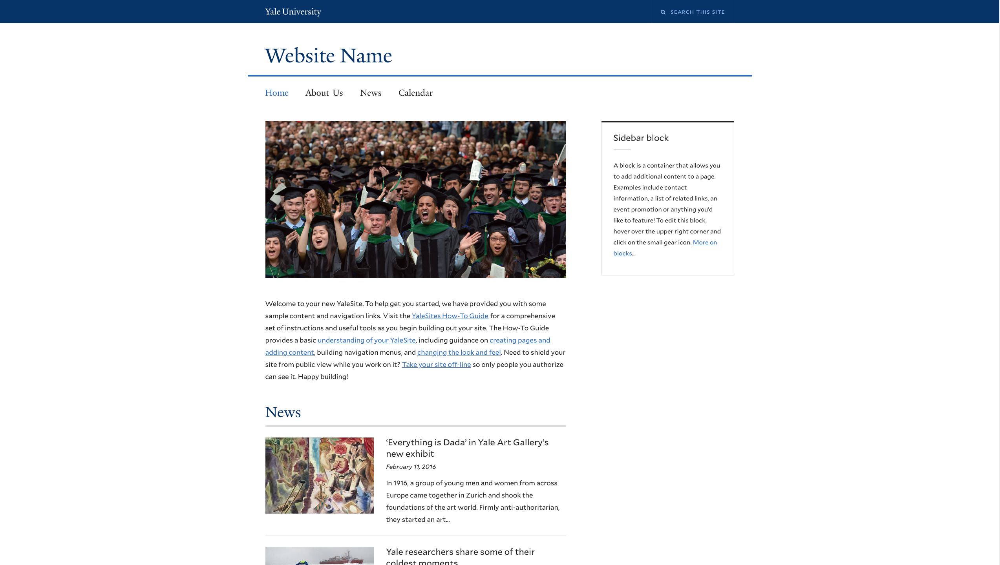 Yale University
SEARCH THIS SITE
Website Name
Home About Us News Calendar
Welcome to your new YaleSite. To help get you started, we have provided you with some
sample content and navigation links. Visit the YaleSites How-To Guide for a comprehensive
set of instructions and useful tools as you begin building out your site. The How-To Guide
provides a basic understanding of your YaleSite, including guidance on creating pages and
adding content, building navigation menus, and changing the look and feel. Need to shield your
site from public view while you work on it? Take your site off-line so only people you authorize
can see it. Happy building!
News
‘Everything is Dada’ in Yale Art Gallery’s
new exhibit
February 11, 2016
In 1916, a group of young men and women from across
Europe came together in Zurich and shook the
foundations of the art world. Firmly anti-authoritarian,
they started an art...
Yale researchers share some of their
coldest moments
Sidebar block
A block is a container that allows you
to add additional content to a page.
Examples include contact
information, a list of related links, an
event promotion or anything you’d
like to feature! To edit this block,
hover over the upper right corner and
click on the small gear icon. More on
blocks...